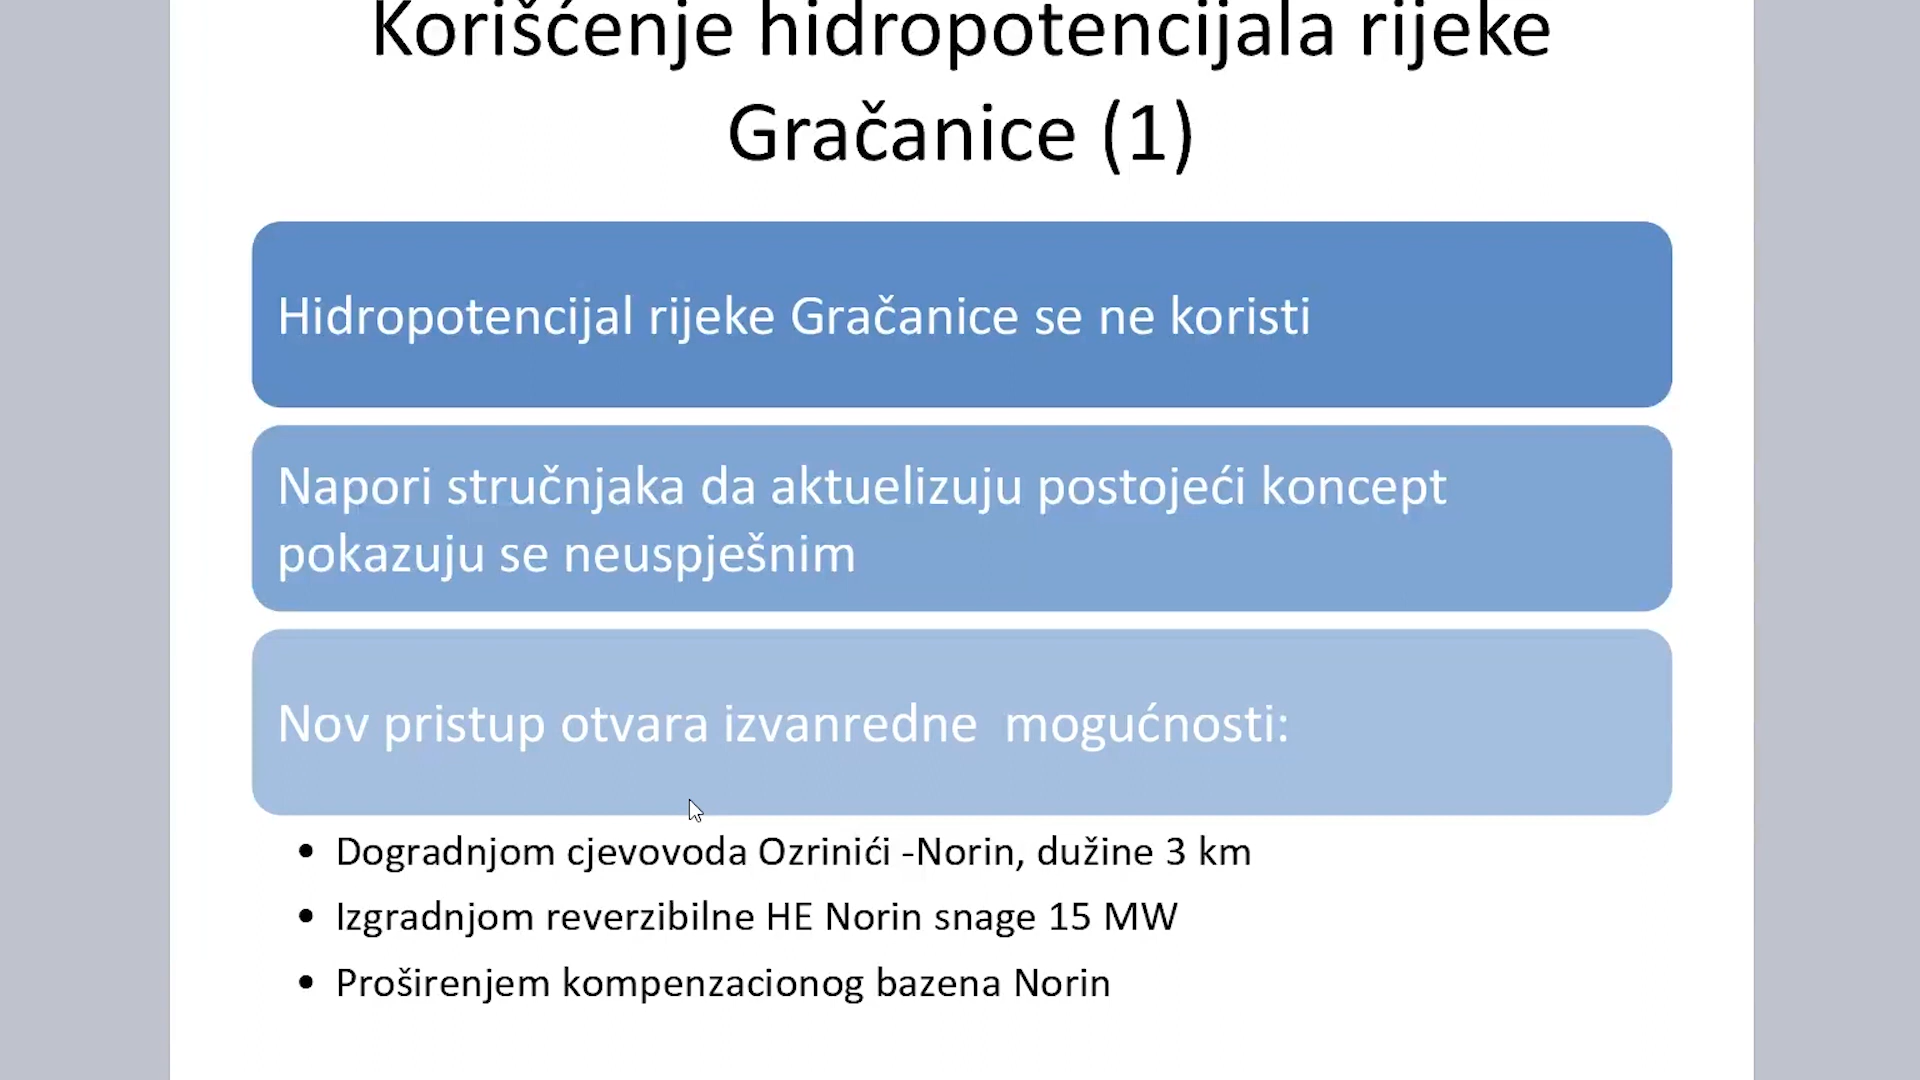 Korišćenje hidropotencijala rijeke
Gračanice (1)
Hidropotencijal rijeke Gračanice se ne koristi
Napori stručnjaka da aktuelizuju postojeći koncept
pokazuju se neuspješnim
Nov pristup otvara izvanredne  mogućnosti:
• Dogradnjom cjevovoda Ozrinići -Norin, dužine 3 km
• Izgradnjom reverzibilne HE Norin snage 15 MW
• Proširenjem kompenzacionog bazena Norin